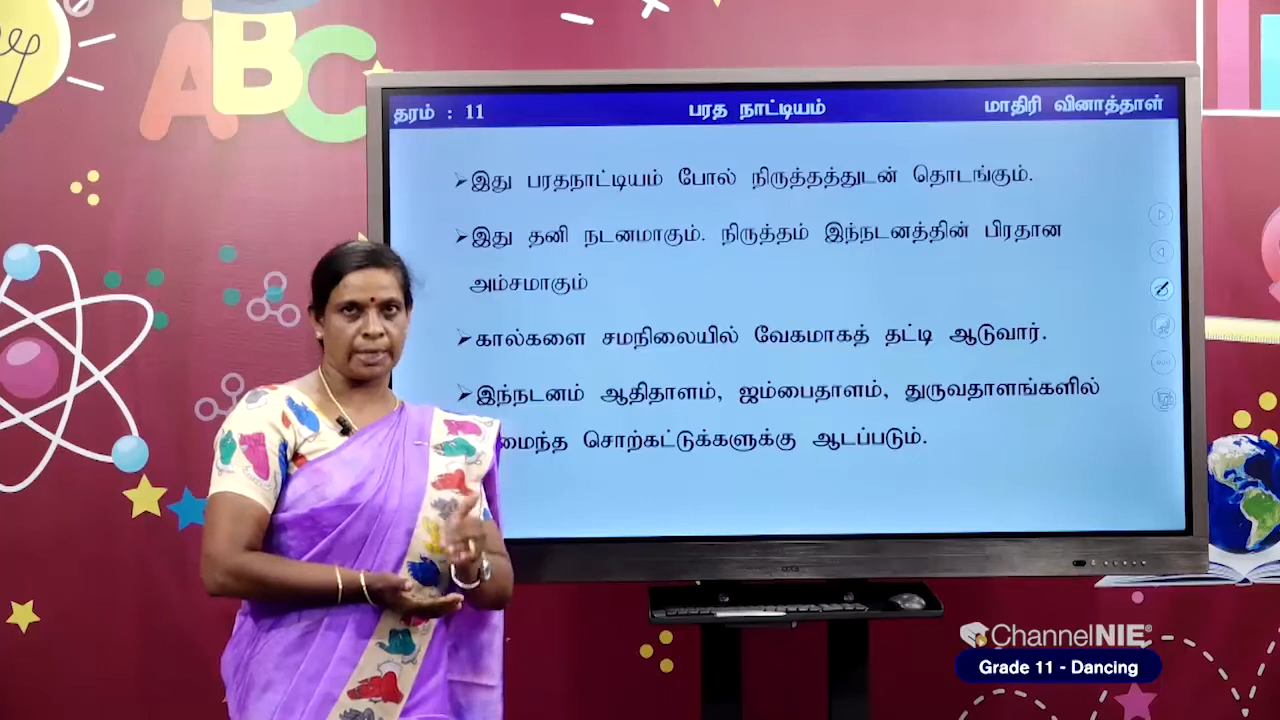 ABC
தரம் : 11 பரத நாட்டியம் மாதிரி வினாத்தாள்
இது பரதநாட்டியம் போல் நிருத்தத்துடன் தொடங்கும்.
இது தனி நடனமாகும். நிருத்தம் இந்நடனத்தின் பிரதான
அம்சமாகும்
கால்களை சமநிலையில் வேகமாகத் தட்டி ஆடுவார்.
இந்நடனம் ஆதிதாளம், ஜம்பைதாளம், துருவதாளங்களில்
மைந்த சொற்கட்டுக்களுக்கு ஆடப்படும்.
ChannelNIE®
Grade 11 - Dancing